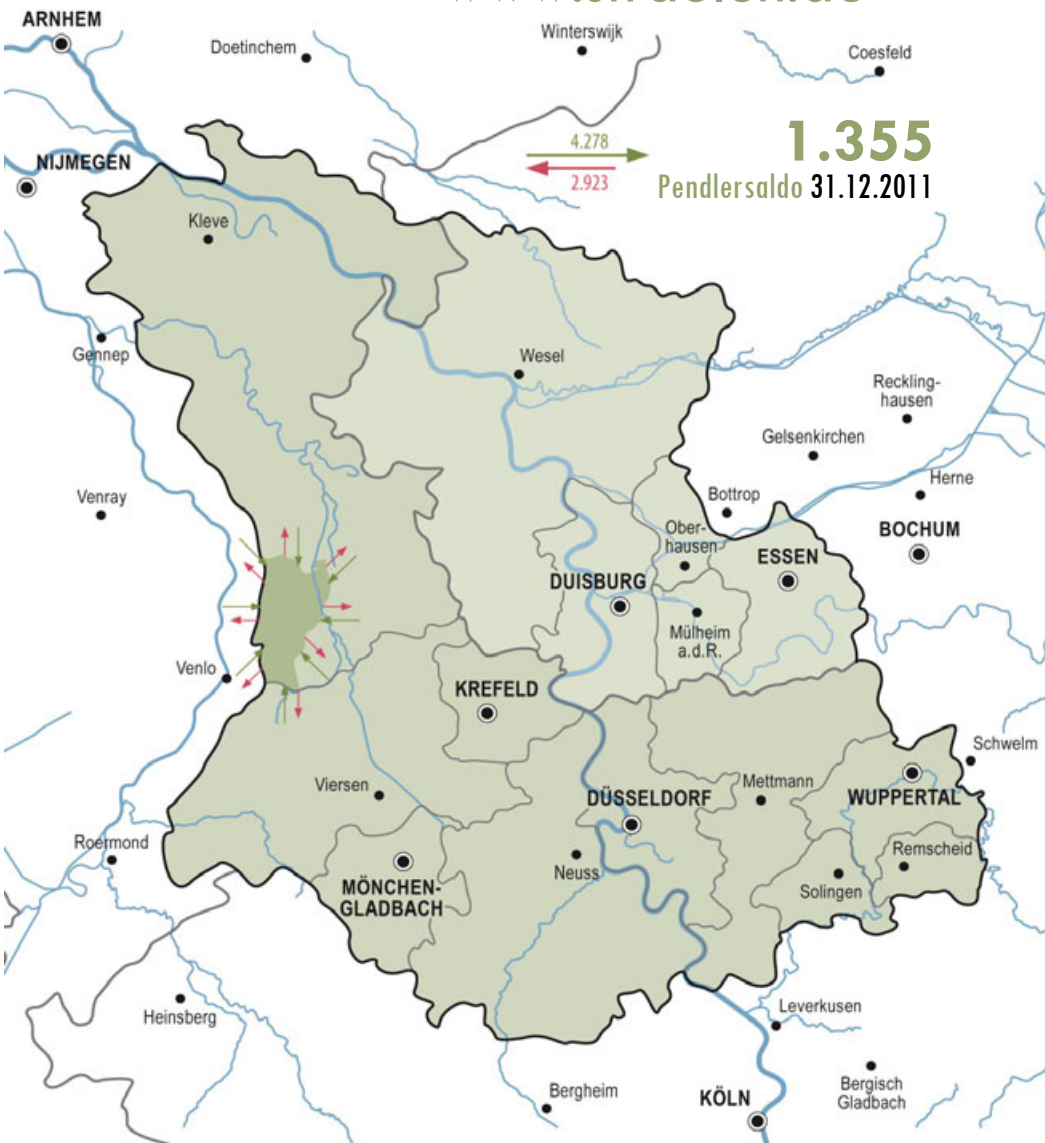 ARNHEM
Doetinchem
Winterswijk
Coesfeld
4.278
2.923
1.355
Pendlersaldo 31.12.2011
NIJMEGEN
Kleve
Gennep
Wesel
Reckling-
hausen
Gelsenkirchen
Herne
Venray
Bottrop
BOCHUM
Ober-
hausen
ESSEN
DUISBURG
Mülheim
a.d.R.
Venlo
KREFELD
Schwelm
Viersen
Mettmann
DÜSSELDORF
WUPPERTAL
Roermond
Neuss
Remscheid
Solingen
MÖNCHEN-
GLADBACH
Heinsberg
Leverkusen
Bergheim
KÖLN
Bergisch
Gladbach